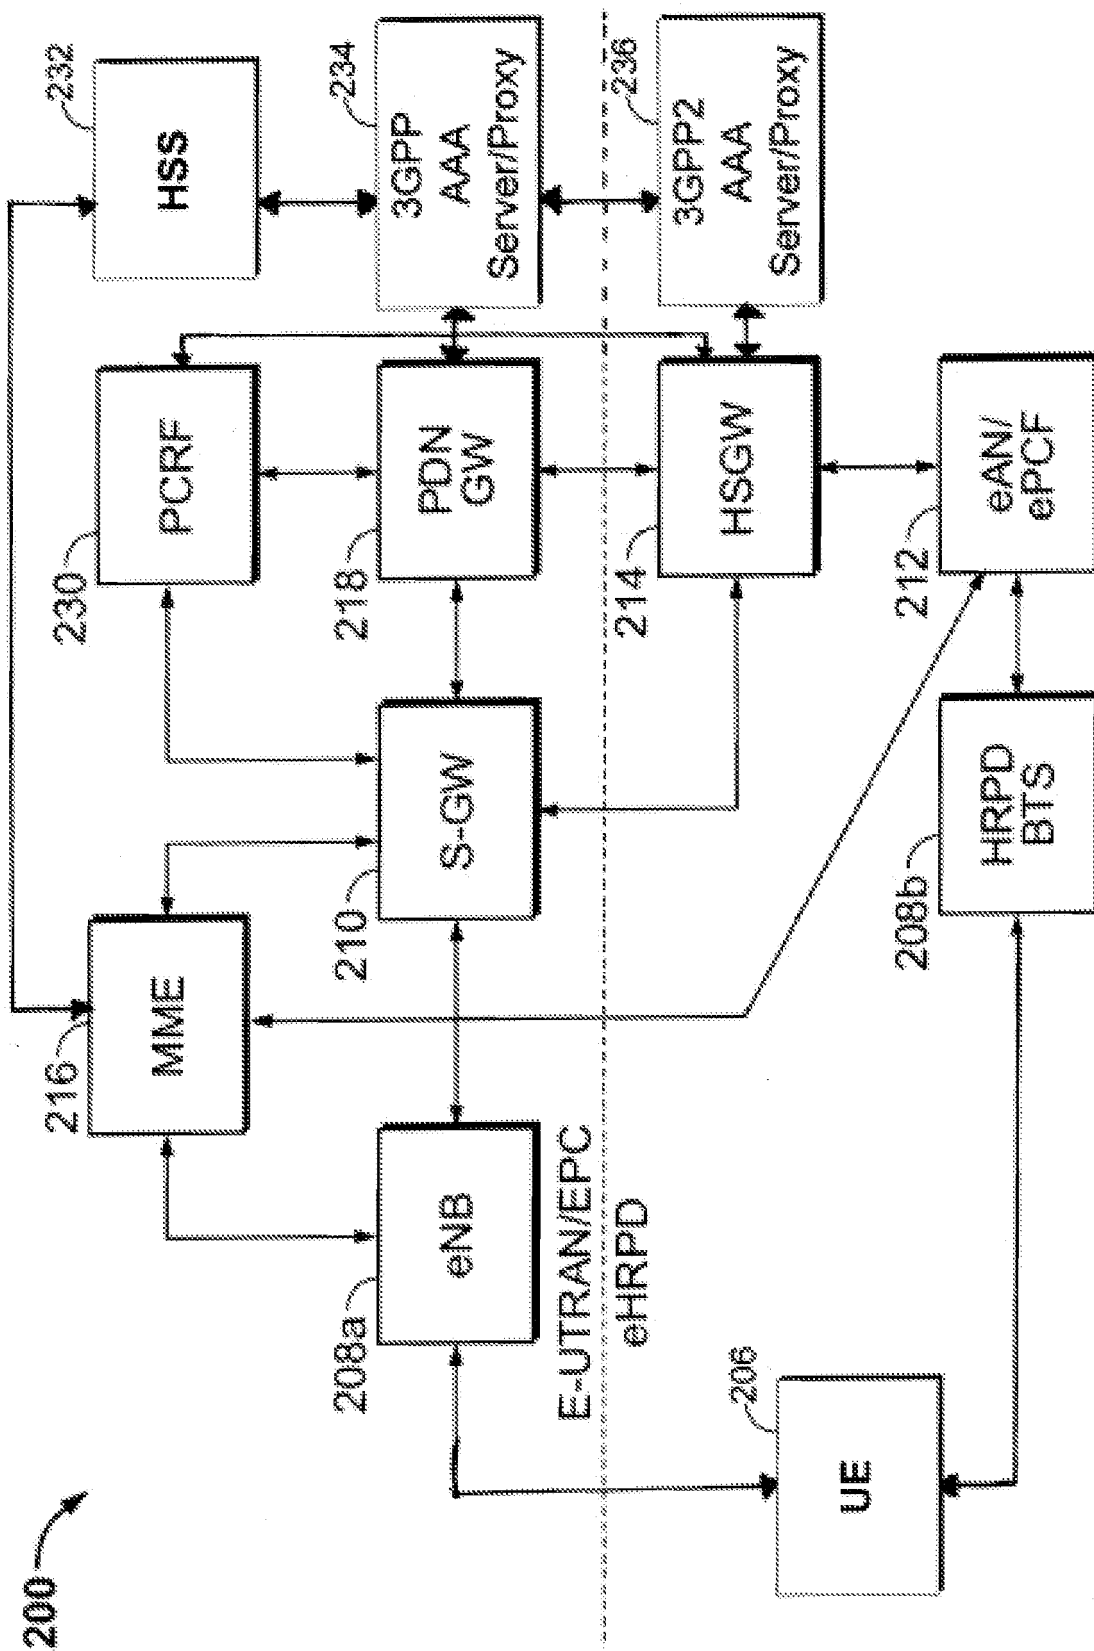 200
216
MME
230
PCRF
232
HSS
208a
eNB
210
S-GW
218
PDN
GW
234
3GPP
AAA
Server/Proxy
E-UTRAN/EPC
eHRPD
206
UE
214
HSGW
236
3GPP2
AAA
Server/Proxy
208b
HRPD
BTS
212
eAN/
ePCF